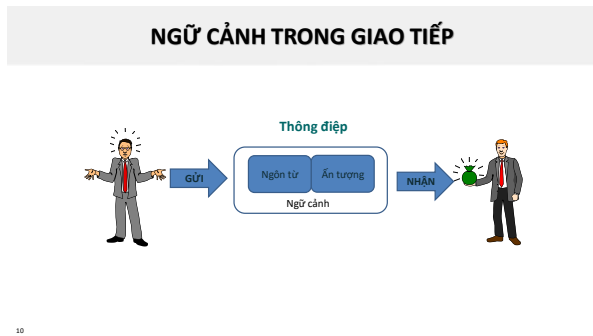 NGỮ CẢNH TRONG GIAO TIẾP
Thông điệp
GỬI
Ngôn từ
Ấn tượng
NHẬN
Ngữ cảnh
10